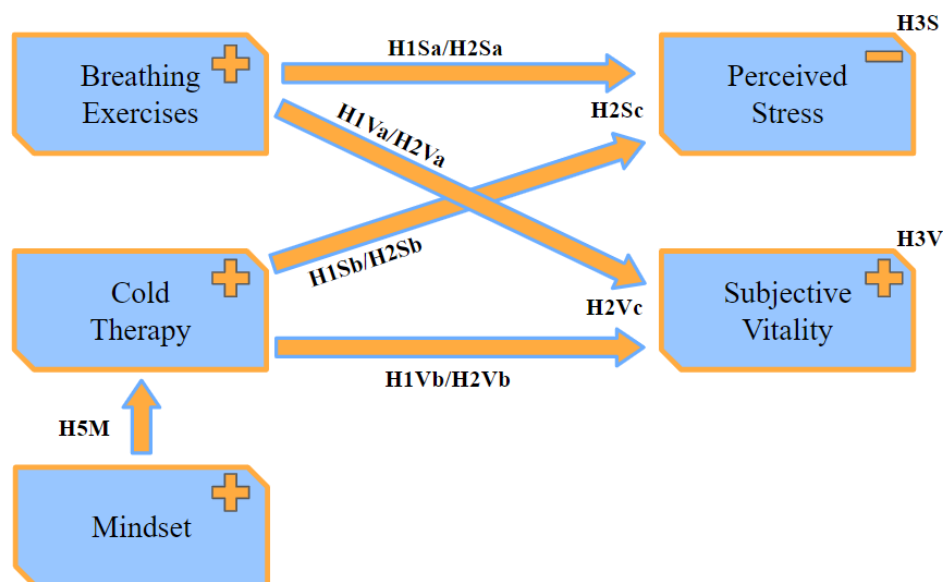 H3S
H1Sa/H2Sa
Breathing
Exercises
Perceived
Stress
H2Sc
H1Va/H2Va
H3V
H1Sb/H2Sb
Cold
Therapy
Subjective
Vitality
H2Vc
H1Vb/H2Vb
H5M
Mindset